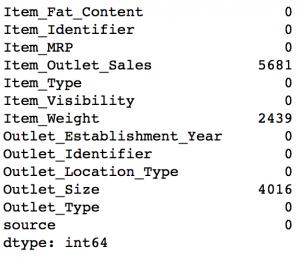 Item_Fat_Content 0
Item_Identifier 0
Item_MRP 0
Item_Outlet_Sales 5681
Item_Type 0
Item_Visibility 0
Item_Weight 2439
Outlet_Establishment_Year 0
Outlet_Identifier 0
Outlet_Location_Type 0
Outlet_Size 4016
Outlet_Type 0
source 0
dtype: int64